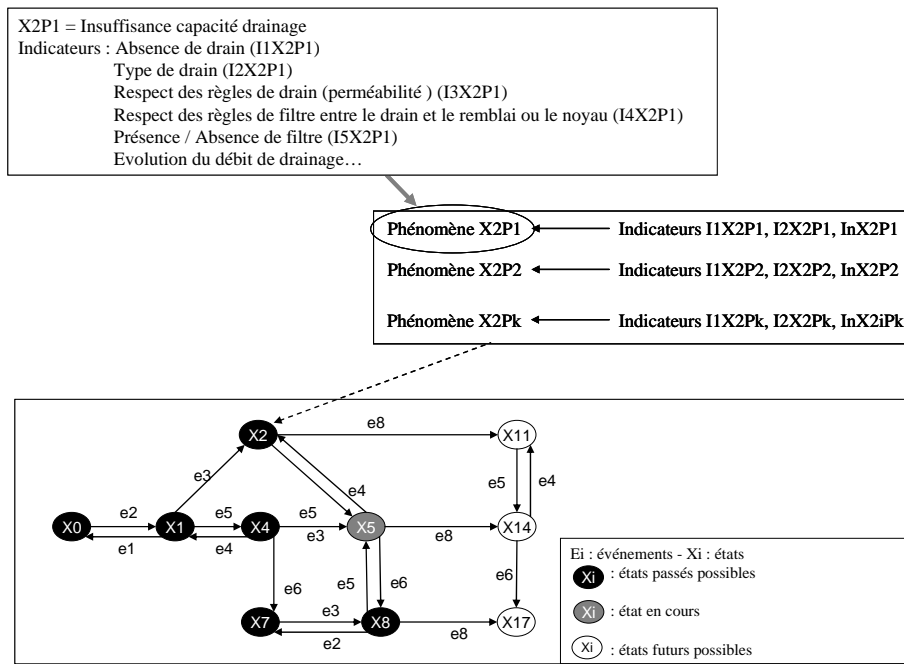 X2P1 = Insuffisance capacité drainage
Indicateurs : Absence de drain (I1X2P1)
Type de drain (I2X2P1)
Respect des règles de drain (perméabilité ) (I3X2P1)
Respect des règles de filtre entre le drain et le remblai ou le noyau (I4X2P1)
Présence / Absence de filtre (I5X2P1)
Evolution du débit de drainage…
Phénomène X2P1 Indicateurs I1X2P1, I2X2P1, InX2P1
Phénomène X2P2 Indicateurs I1X2P2, I2X2P2, InX2P2
Phénomène X2Pk Indicateurs I1X2Pk, I2X2Pk, InX2iPk
X2 e8 X11
e3 e4 e5 e4
X0 e2 X1 e5 X4 e5 X5 e8 X14
e1 e4 e3
e6 e5 e6 e6
X7 e3 X8 e8 X17
e2
Ei : événements - Xi : états
Xi : états passés possibles
Xi : état en cours
Xi : états futurs possibles